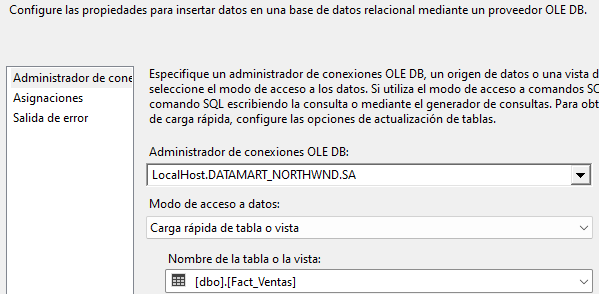 Configure las propiedades para insertar datos en una base de datos relacional mediante un proveedor OLE DB.
Administrador de cone
Asignaciones
Salida de error
Especifique un administrador de conexiones OLE DB, un origen de datos o una vista d
seleccione el modo de acceso a los datos. Si utiliza el modo de acceso a comandos SQ
comando SQL escribiendo la consulta o mediante el generador de consultas. Para obt
de carga rápida, configure las opciones de actualización de tablas.
Administrador de conexiones OLE DB:
LocalHost.DATAMART_NORTHWND.SA
Modo de acceso a datos:
Carga rápida de tabla o vista
Nombre de la tabla o la vista:
[dbo].[Fact_Ventas]